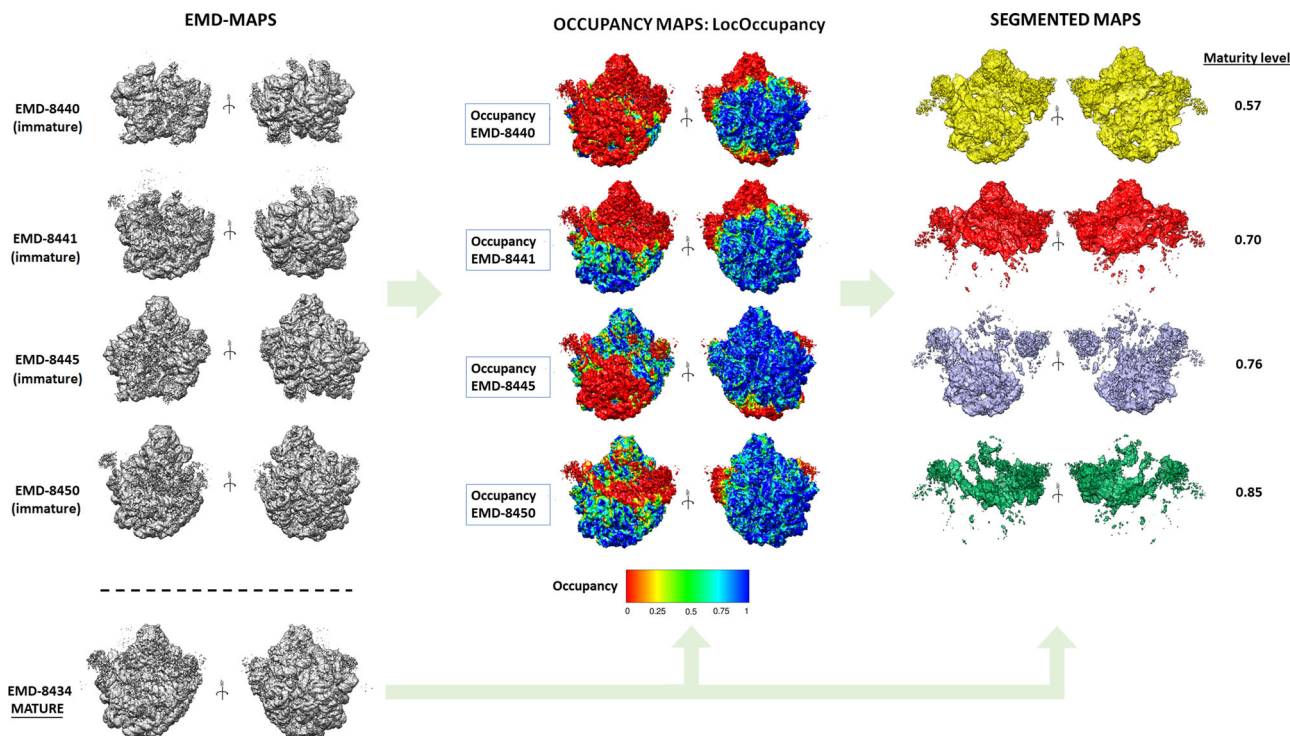 EMD-MAPS
OCCUPANCY MAPS: LocOccupancy
SEGMENTED MAPS
Maturity level
EMD-8440
(immature)
Occupancy
EMD-8440
0.57
EMD-8441
(immature)
Occupancy
EMD-8441
0.70
EMD-8445
(immature)
Occupancy
EMD-8445
0.76
EMD-8450
(immature)
Occupancy
EMD-8450
0.85
Occupancy
0 0.25 0.5 0.75 1
EMD-8434
MATURE